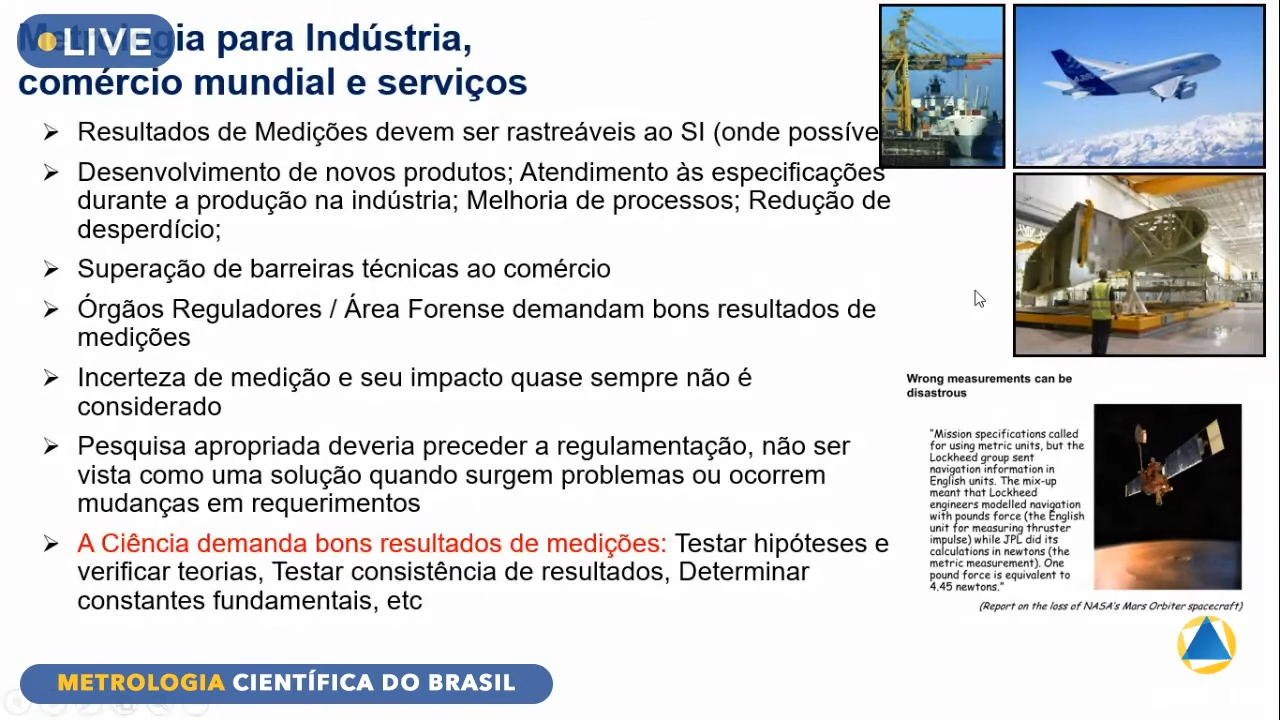 LIVE
Metrologia para Indústria,
comércio mundial e serviços
Resultados de Medições devem ser rastreáveis ao SI (onde possíve
Desenvolvimento de novos produtos; Atendimento às especificações
durante a produção na indústria; Melhoria de processos; Redução de
desperdício;
Superação de barreiras técnicas ao comércio
Órgãos Reguladores / Área Forense demandam bons resultados de
medições
Incerteza de medição e seu impacto quase sempre não é
considerado
Pesquisa apropriada deveria preceder a regulamentação, não ser
vista como uma solução quando surgem problemas ou ocorrem
mudanças em requerimentos
A Ciência demanda bons resultados de medições: Testar hipóteses e
verificar teorias, Testar consistência de resultados, Determinar
constantes fundamentais, etc
A380
Wrong measurements can be
disastrous
“Mission specifications called
for using metric units, but the
Lockheed group sent
navigation information in
English units. The mix-up
meant that Lockheed
engineers modelled navigation
with pounds force (the English
unit for measuring thruster
impulse) while JPL did its
calculations in newtons (the
metric measurement). One
pound force is equivalent to
4.45 newtons.”
(Report on the loss of NASA's Mars Orbiter spacecraft)
METROLOGIA CIENTÍFICA DO BRASIL